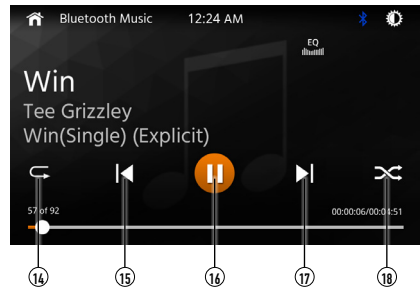 Bluetooth Music 12:24 AM
EQ
Win
Tee Grizzley
Win(Single) (Explicit)
57 of 92 00:00:06/00:04:51
14 15 16 17 18